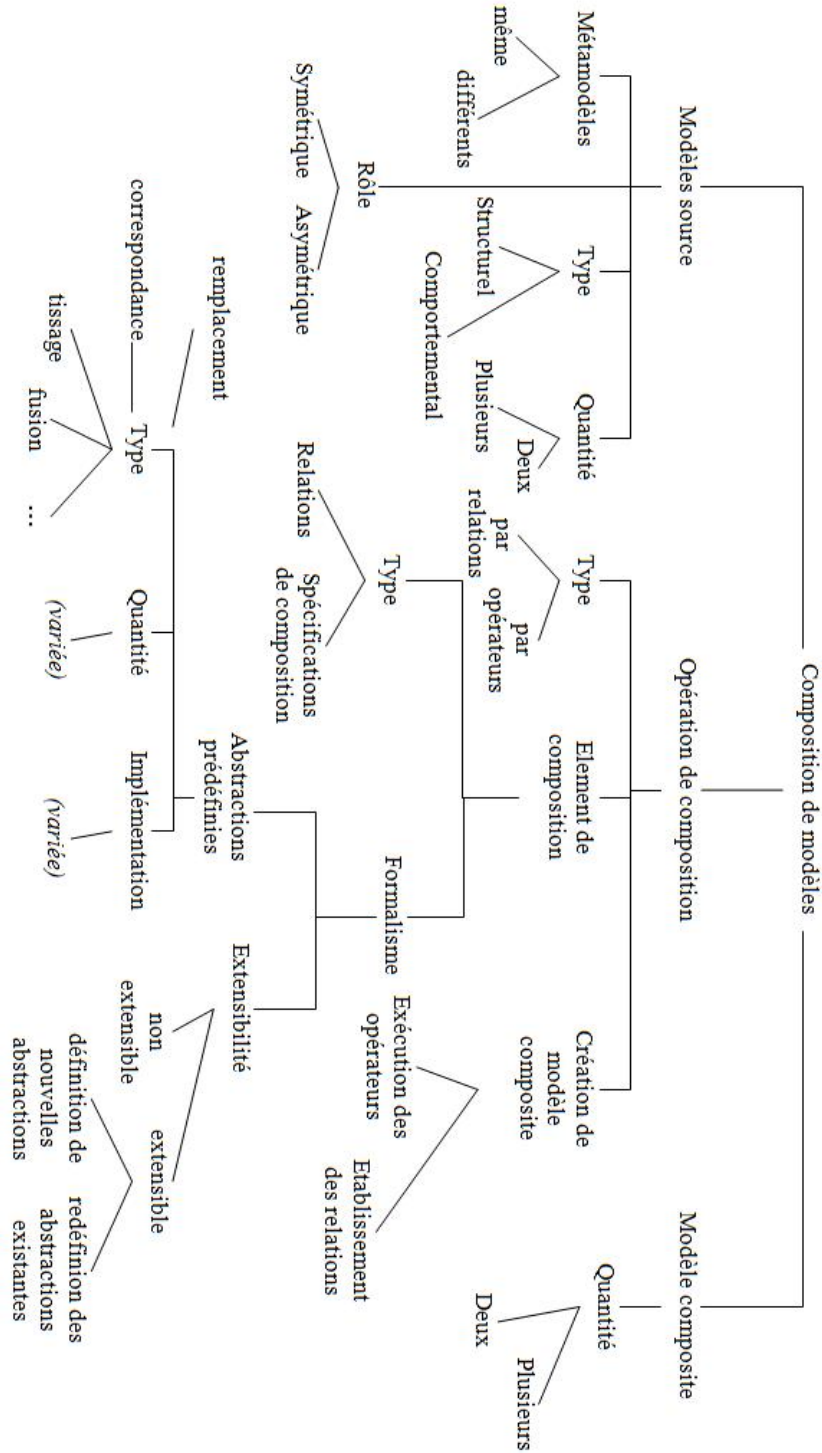 Composition de modèles
Modèles source
Opération de composition
Modèle composite
Métamodèles
même
différents
Type
Structurel
Comportemental
Quantité
Plusieurs
Deux
Rôle
Symétrique
Asymétrique
Type
par
relations
par
opérateurs
Element de
composition
Création de
modèle
composite
Quantité
Deux
Plusieurs
Type
Relations
Spécifications
de composition
Formalisme
Exécution des
opérateurs
Etablissement
des relations
Abstractions
prédéfinies
Extensibilité
remplacement
correspondance
tissage
fusion
...
Type
Quantité
(variée)
Implémentation
(variée)
non
extensible
extensible
définition de
nouvelles
abstractions
redéfinion des
abstractions
existantes